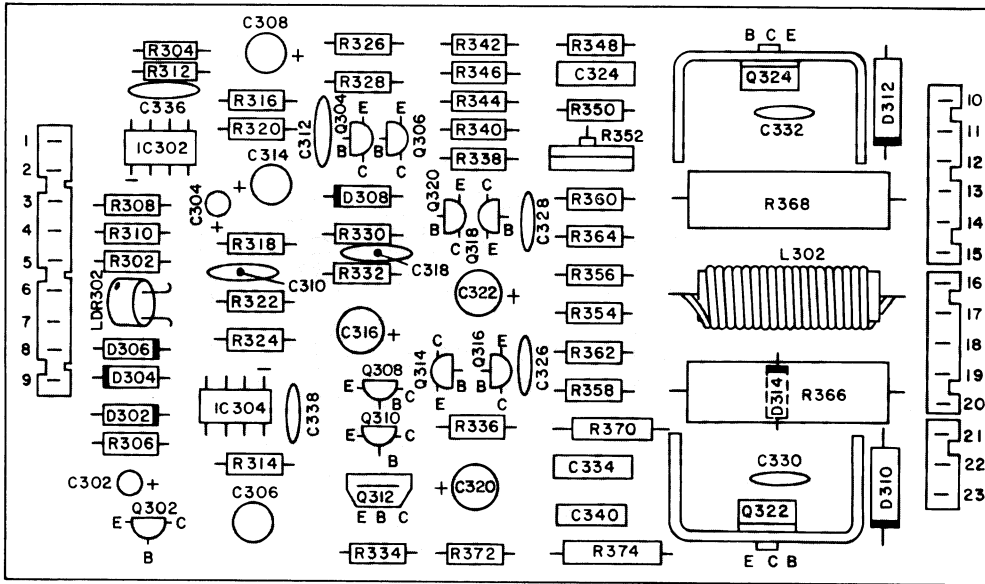 C308
R304
R326
R342
R348
B C E
R312
Q324
D312
10
R328
R346
C324
C336
R316
Q304
E E
R344
R350
C332
11
1
IC302
R320
C312
Q306
R340
R352
B B
12
2
C314
C C
R338
3
R308
C304
D308
Q320
E C
R360
R368
13
4
R310
R318
R330
B B
C328
R364
14
5
R302
C318
C E
Q318
L302
15
6
LDR302
C310
R332
C322
R356
16
7
R322
R354
17
8
D306
R324
C316
Q314
C E
Q316
C326
R362
18
9
D304
Q308
B B
D314
R366
19
IC304
E C
B
E C
R358
D302
C338
Q310
R336
20
R306
E C
R370
21
R314
B
C302
Q312
C320
C334
C330
22
Q302
C306
D310
23
E C
E B C
C340
Q322
B
R334
R372
R374
E C B